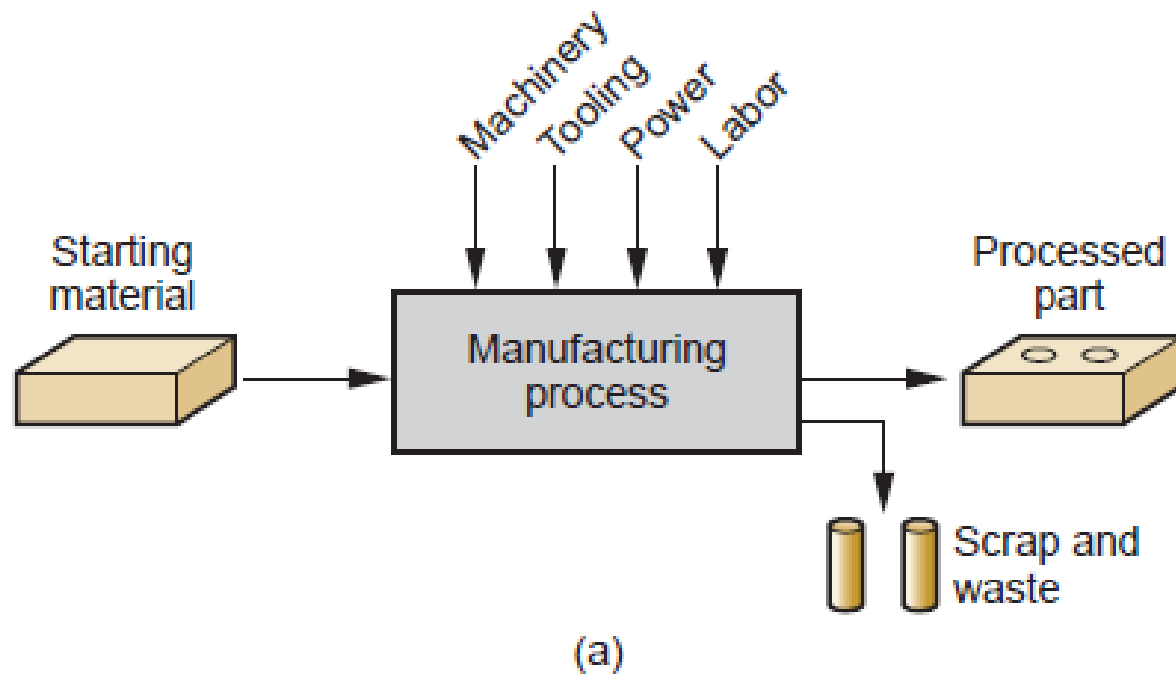 Machinery
Tooling
Power
Labor
Starting
material
Manufacturing
process
Processed
part
Scrap and
waste
(a)